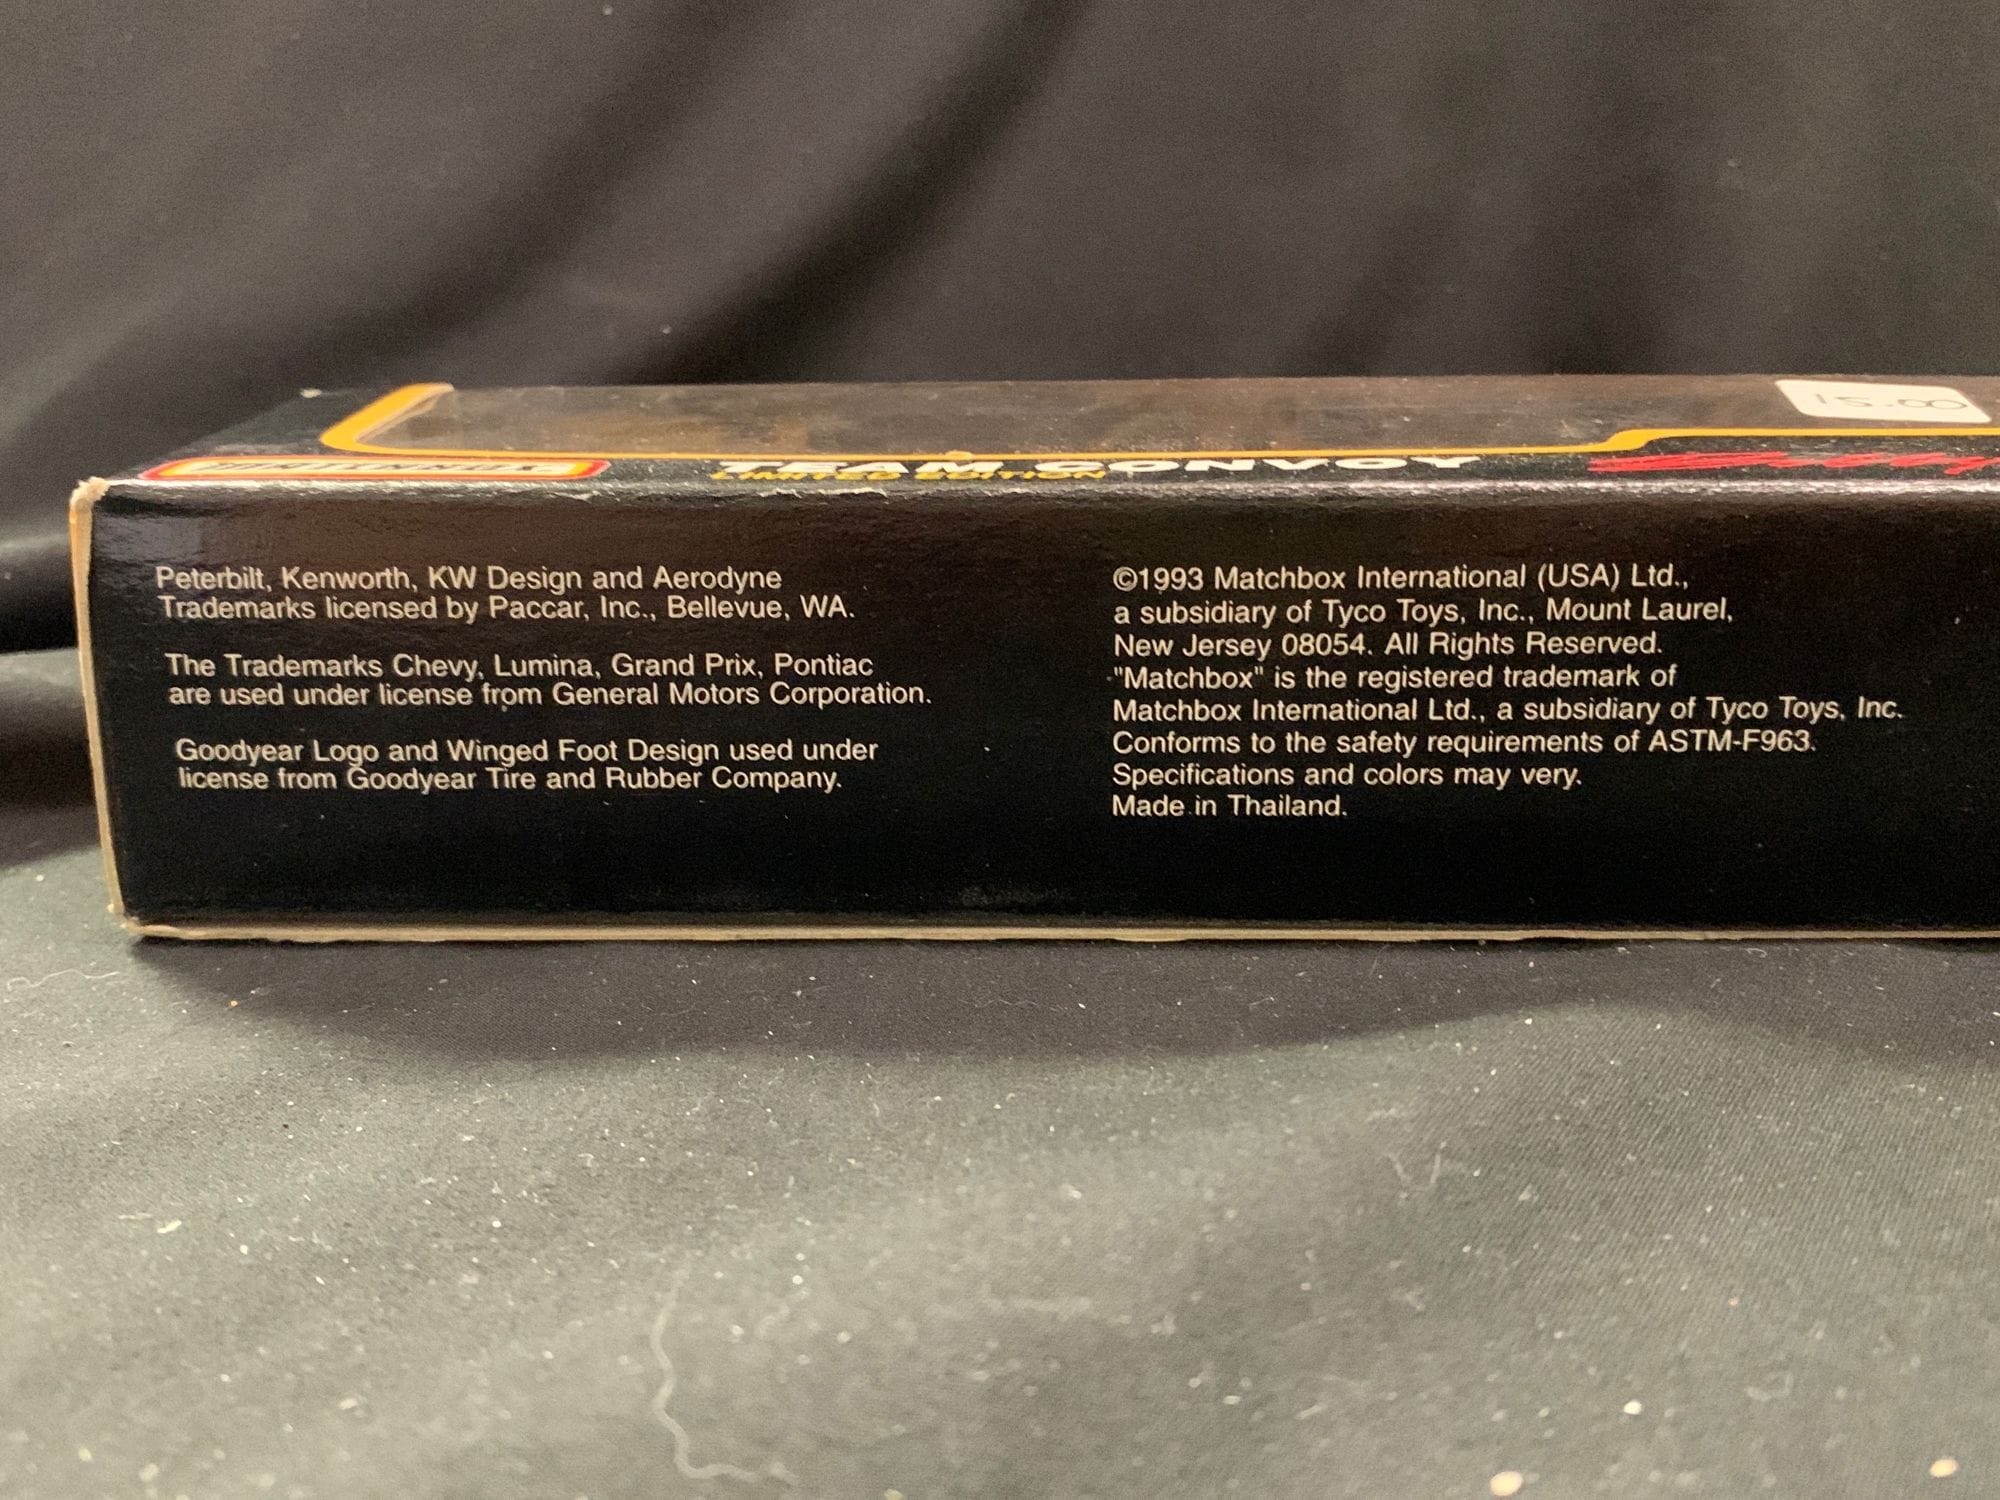 15.00
MATCHBOX
TEAM CONVOY
LIMITED EDITION
Peterbilt, Kenworth, KW Design and Aerodyne
Trademarks licensed by Paccar, Inc., Bellevue, WA.
The Trademarks Chevy, Lumina, Grand Prix, Pontiac
are used under license from General Motors Corporation.
Goodyear Logo and Winged Foot Design used under
license from Goodyear Tire and Rubber Company.
©1993 Matchbox International (USA) Ltd.,
a subsidiary of Tyco Toys, Inc., Mount Laurel,
New Jersey 08054. All Rights Reserved.
"Matchbox" is the registered trademark of
Matchbox International Ltd., a subsidiary of Tyco Toys, Inc.
Conforms to the safety requirements of ASTM-F963.
Specifications and colors may very.
Made in Thailand.